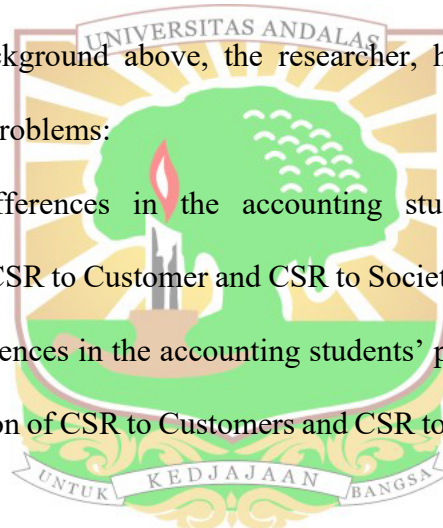 UNIVERSITAS ANDALAS
ckground above, the researcher, h
roblems:
fferences in the accounting stu
CSR to Customer and CSR to Societ
ences in the accounting students’ p
on of CSR to Customers and CSR to
UNTUK KEDJAJAAN BANGSA